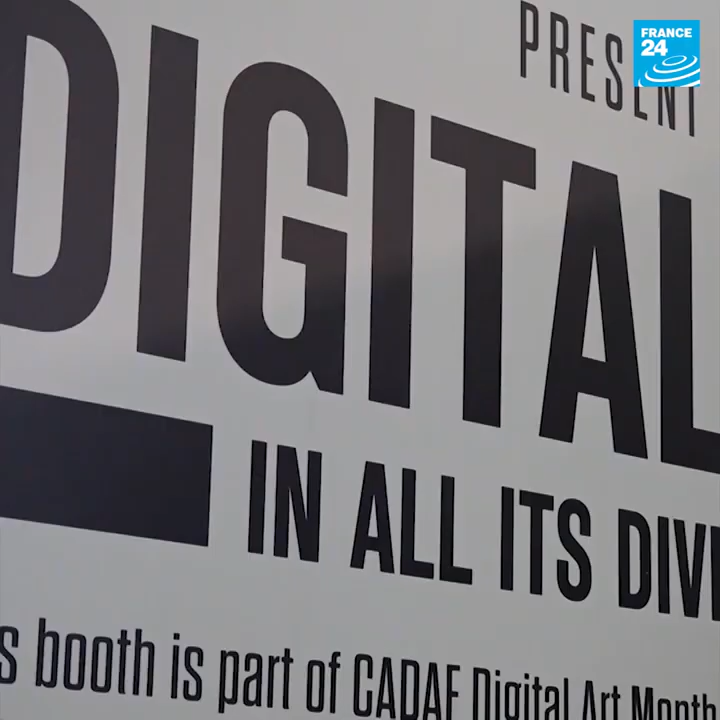 PRESENT
FRANCE
24
DIGITAL
IN ALL ITS DIV
s booth is part of CADAF Digital Art Month